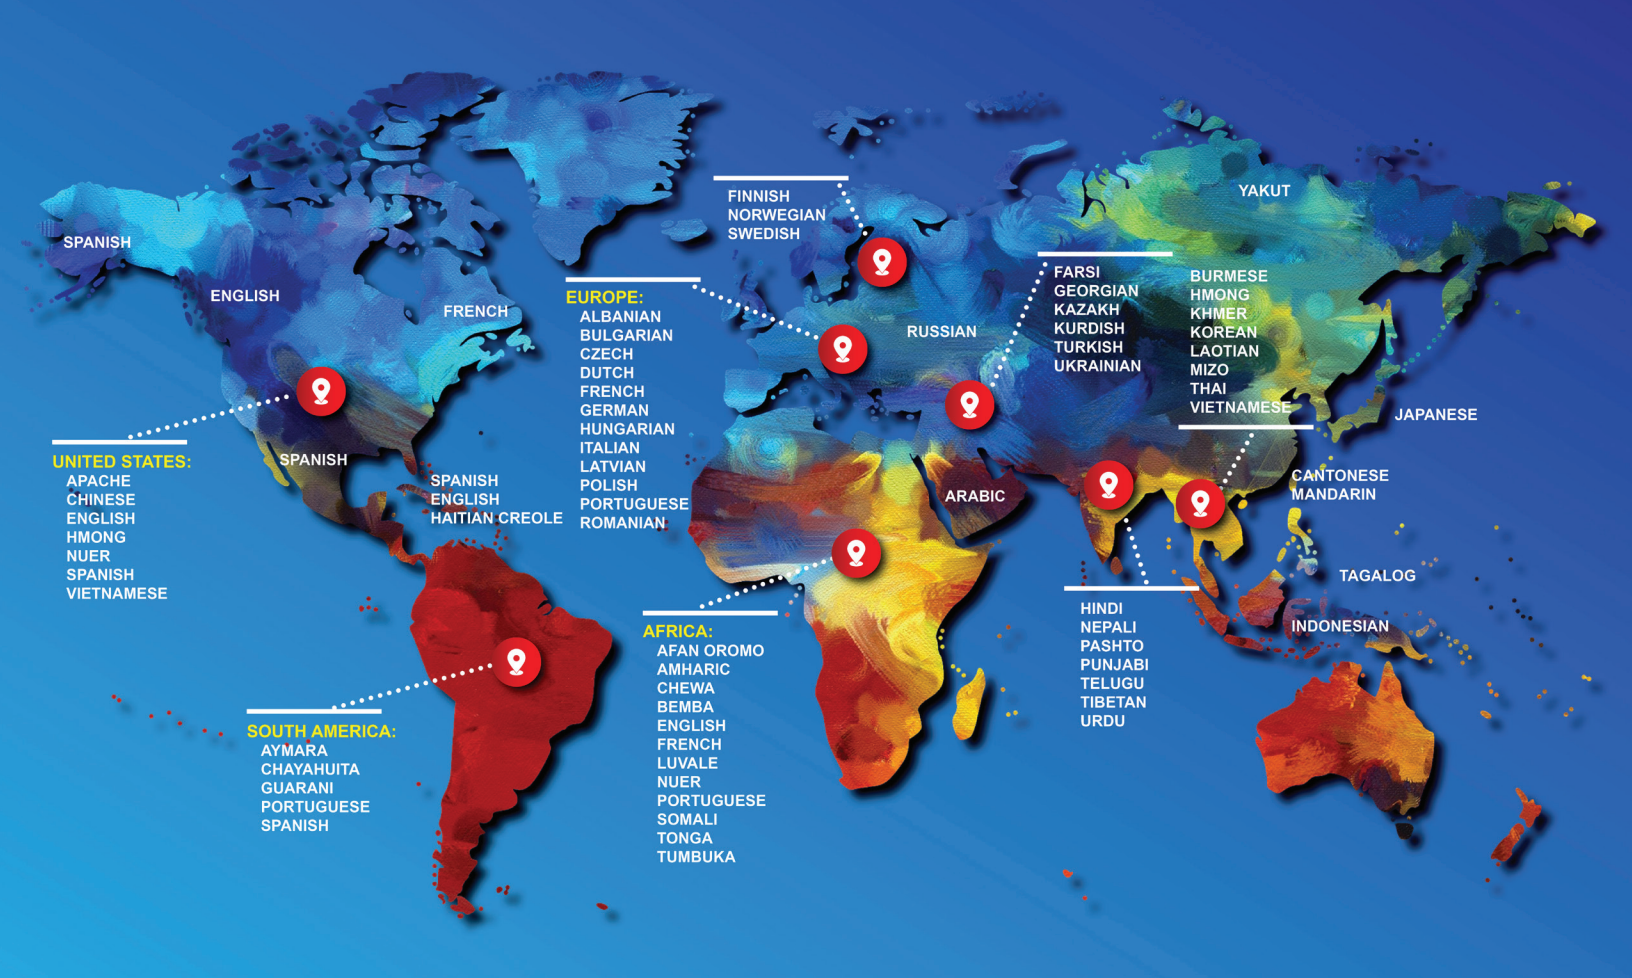 YAKUT
FINNISH
NORWEGIAN
SWEDISH
SPANISH
ENGLISH
FRENCH
EUROPE:
ALBANIAN
BULGARIAN
CZECH
DUTCH
FRENCH
GERMAN
HUNGARIAN
ITALIAN
LATVIAN
POLISH
PORTUGUESE
ROMANIAN
RUSSIAN
FARSI
GEORGIAN
KAZAKH
KURDISH
TURKISH
UKRAINIAN
BURMESE
HMONG
KHMER
KOREAN
LAOTIAN
MIZO
THAI
VIETNAMESE
JAPANESE
UNITED STATES:
APACHE
CHINESE
ENGLISH
HMONG
NUER
SPANISH
VIETNAMESE
SPANISH
SPANISH
ENGLISH
HAITIAN CREOLE
ARABIC
CANTONESE
MANDARIN
TAGALOG
INDONESIAN
AFRICA:
AFAN OROMO
AMHARIC
CHEWA
BEMBA
ENGLISH
FRENCH
LUVALE
NUER
PORTUGUESE
SOMALI
TONGA
TUMBUKA
HINDI
NEPALI
PASHTO
PUNJABI
TELUGU
TIBETAN
URDU
SOUTH AMERICA:
AYMARA
CHAYAHUITA
GUARANI
PORTUGUESE
SPANISH